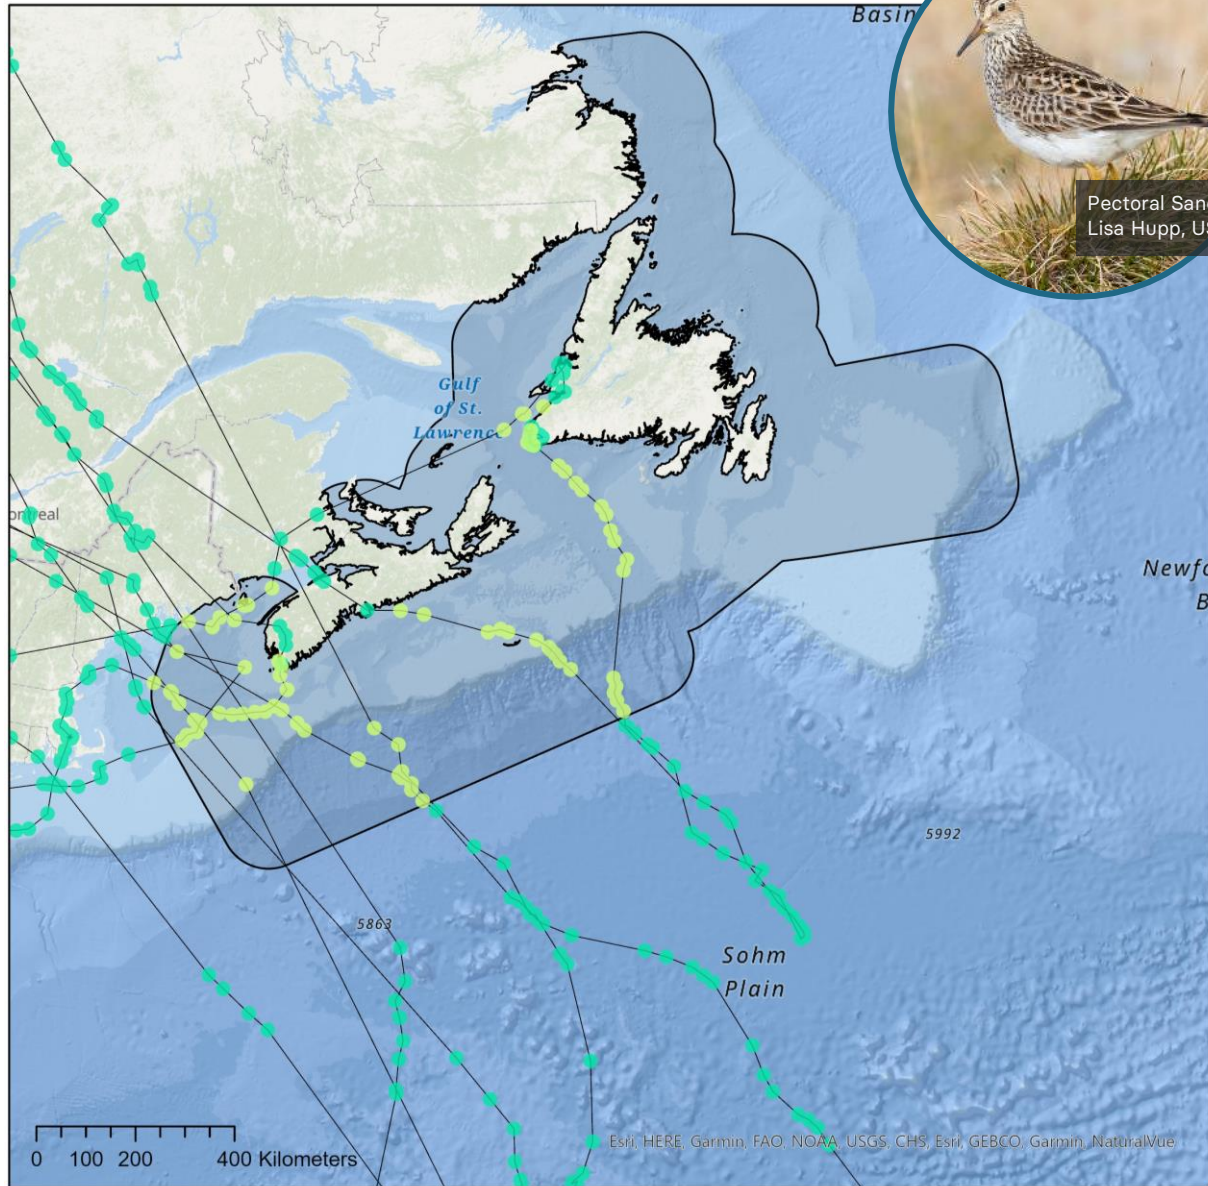 Basin
Pectoral Sand
Lisa Hupp, US
Gulf
of St.
Lawrence
ontreal
Newfo
B
5992
5863
Sohm
Plain
0 100 200 400 Kilometers
Esri, HERE, Garmin, FAO, NOAA, USGS, CHS, Esri, GEBCO, Garmin, NaturalVue